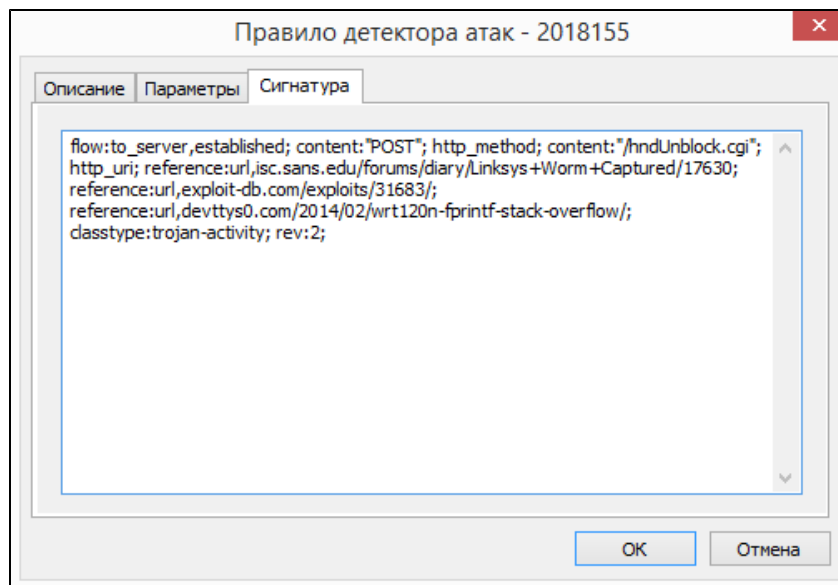 Правило детектора атак - 2018155
Описание Параметры Сигнатура
flow:to_server,established; content:"POST"; http_method; content:"/hndUnblock.cgi";
http_uri; reference:url,isc.sans.edu/forums/diary/Linksys+Worm+Captured/17630;
reference:url,exploit-db.com/exploits/31683/;
reference:url,devttys0.com/2014/02/wrt120n-fprintf-stack-overflow/;
classtype:trojan-activity; rev:2;
ОК Отмена